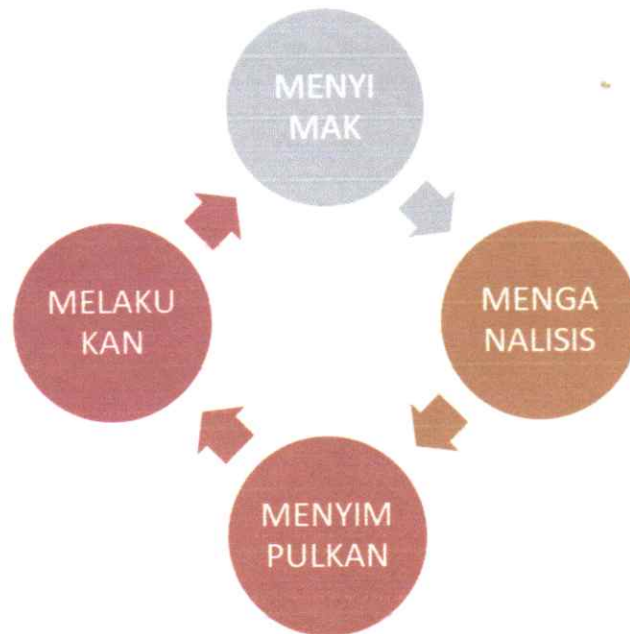 MENYI
MAK
MENGA
NALISIS
MENYIM
PULKAN
MELAKU
KAN